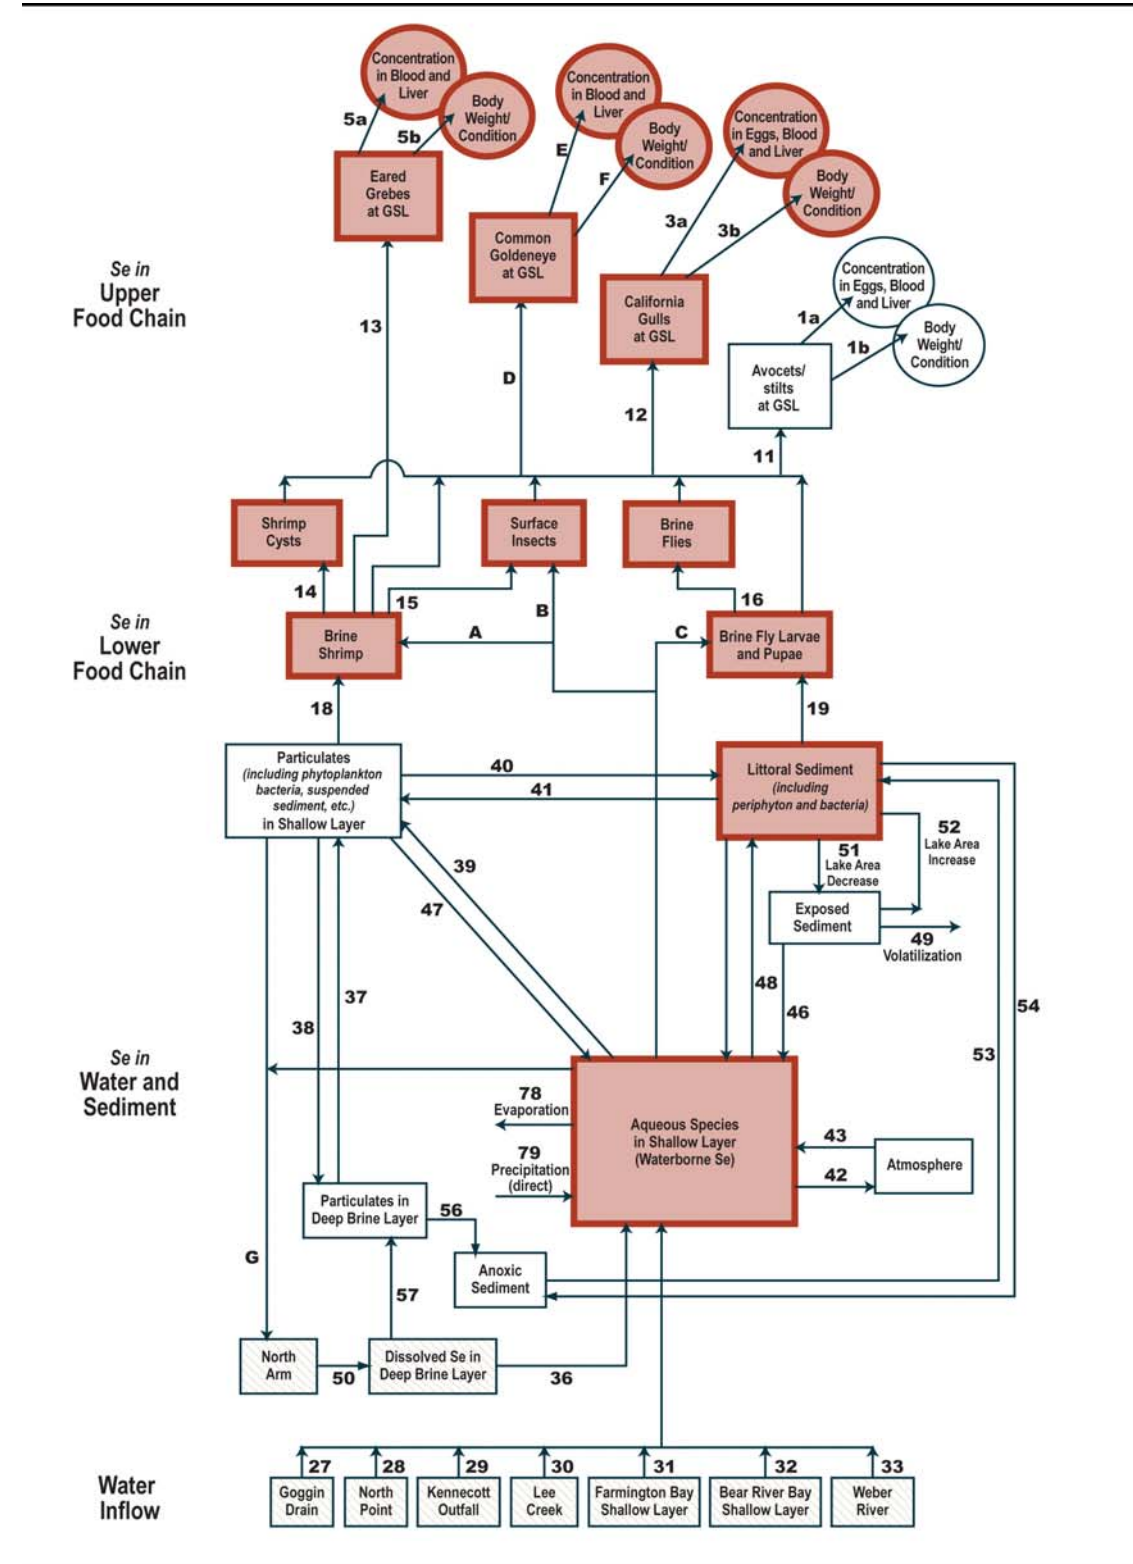 Concentration
in Blood and
Liver
Body
Weight/
Condition
5a
5b
Eared
Grebes
at GSL
Concentration
in Blood and
Liver
Body
Weight/
Condition
E
F
Common
Goldeneye
at GSL
Concentration
in Eggs, Blood
and Liver
Body
Weight/
Condition
3a
3b
California
Gulls
at GSL
Concentration
in Eggs, Blood
and Liver
Body
Weight/
Condition
1a
1b
Avocets/
stilts
at GSL
Se in
Upper
Food Chain
13
D
12
11
Shrimp
Cysts
Surface
Insects
Brine
Flies
14
15
B
16
Se in
Lower
Food Chain
Brine
Shrimp
A
C
Brine Fly Larvae
and Pupae
18
19
Particulates
(including phytoplankton
bacteria, suspended
sediment, etc.)
in Shallow Layer
40
41
Littoral Sediment
(including
periphyton and bacteria)
39
47
51
Lake Area
Decrease
52
Lake Area
Increase
Exposed
Sediment
49
Volatilization
37
38
48
46
54
53
Se in
Water and
Sediment
78
Evaporation
79
Precipitation
(direct)
Aqueous Species
in Shallow Layer
(Waterborne Se)
43
42
Atmosphere
Particulates in
Deep Brine Layer
56
Anoxic
Sediment
G
57
North
Arm
50
Dissolved Se in
Deep Brine Layer
36
Water
Inflow
27
28
29
30
31
32
33
Goggin
Drain
North
Point
Kennecott
Outfall
Lee
Creek
Farmington Bay
Shallow Layer
Bear River Bay
Shallow Layer
Weber
River